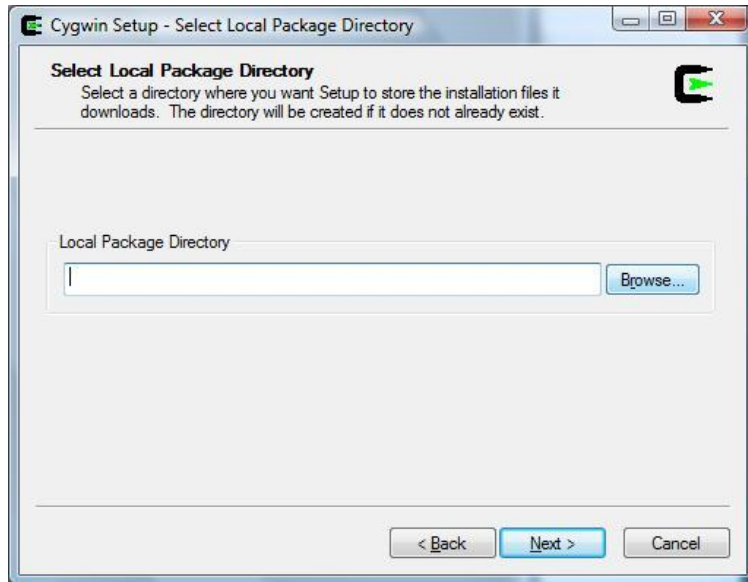 Cygwin Setup - Select Local Package Directory
Select Local Package Directory
Select a directory where you want Setup to store the installation files it
downloads. The directory will be created if it does not already exist.
Local Package Directory
Browse...
< Back
Next >
Cancel